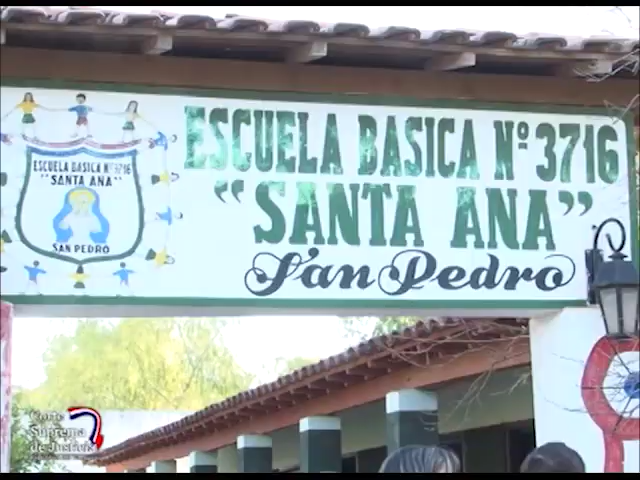 ESCUELA BASICA Nº 3716
"SANTA ANA"
San Pedro
ESCUELA BASICA Nº 3716
"SANTA ANA"
SAN PEDRO
Corte
Suprema
de Justicia